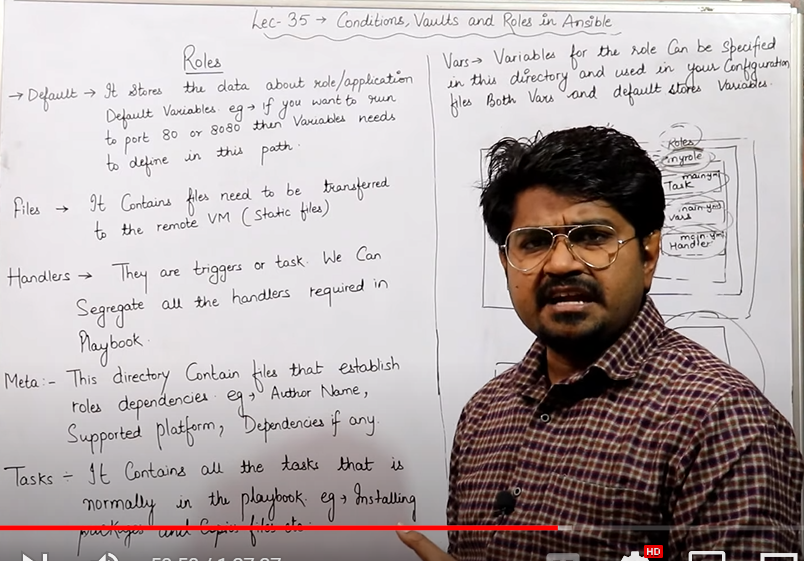 Lec-35 → Conditions, Vaults and Roles in Ansible
Roles
→ Default → It Stores the data about role/application
Default Variables. eg → if you want to run
to port 80 or 8080 then Variables needs
to define in this path.
Files → It Contains files need to be transferred
to the remote VM (Static files)
Handlers → They are triggers or task. We Can
Segregate all the handlers required in
Playbook.
Meta:- This directory Contain files that establish
roles dependencies. eg → Author Name,
Supported platform, Dependencies if any.
Tasks ÷ It Contains all the tasks that is
normally in the playbook. eg → Installing
packages and Copies files etc.
Vars → Variables for the role Can be Specified
in this directory and used in your Configuration
files Both Vars and default stores Variables.
Roles
myrole
main.yml
Task
main.yml
Vars
main.yml
Handler
HD